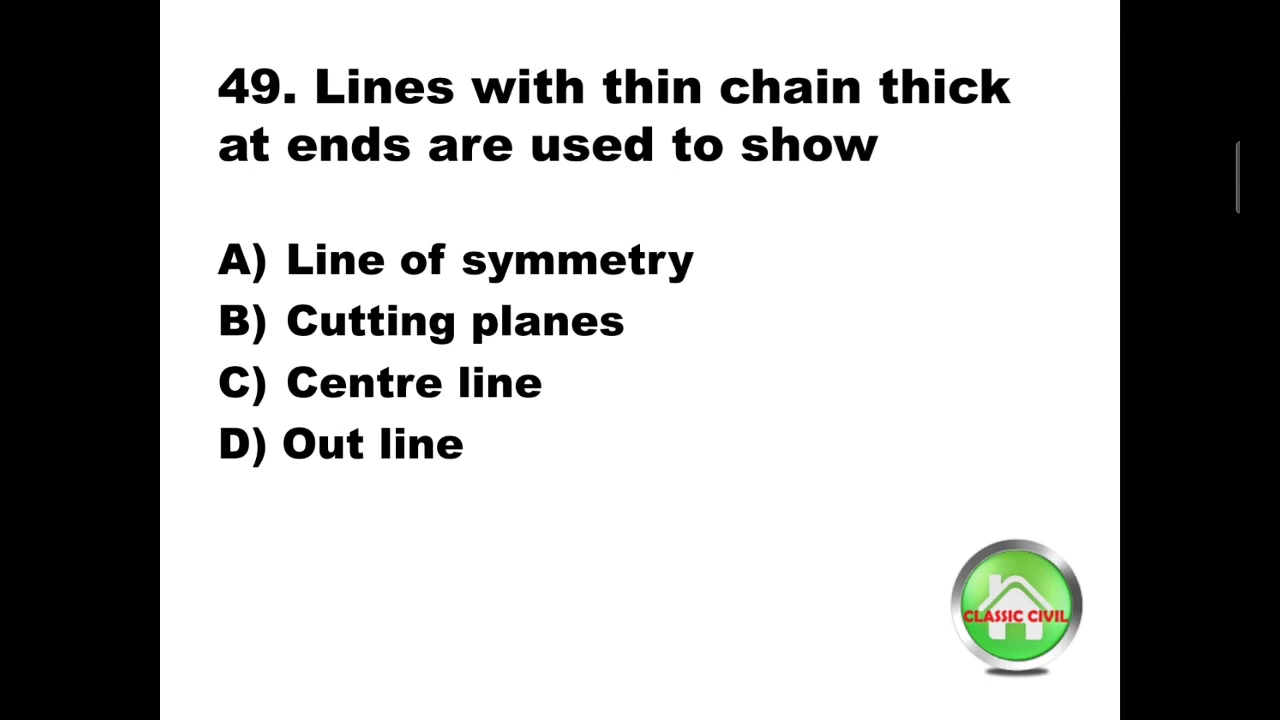 49. Lines with thin chain thick
at ends are used to show
A) Line of symmetry
B) Cutting planes
C) Centre line
D) Out line
CLASSIC CIVIL